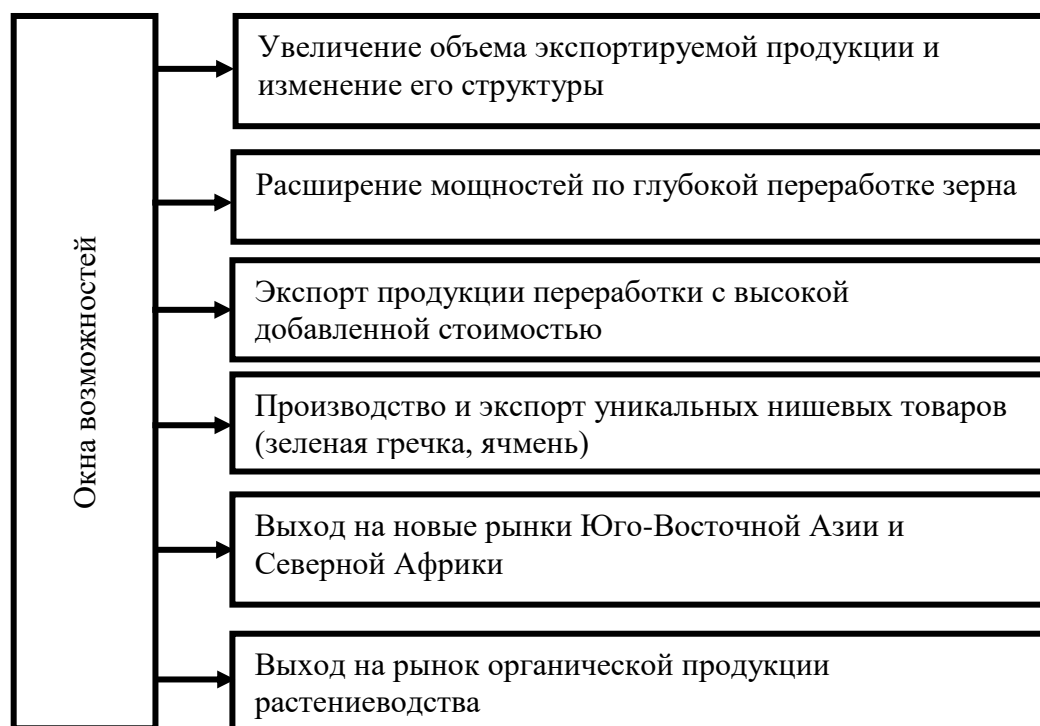 Окна возможностей
Увеличение объема экспортируемой продукции и
изменение его структуры
Расширение мощностей по глубокой переработке зерна
Экспорт продукции переработки с высокой
добавленной стоимостью
Производство и экспорт уникальных нишевых товаров
(зеленая гречка, ячмень)
Выход на новые рынки Юго-Восточной Азии и
Северной Африки
Выход на рынок органической продукции
растениеводства